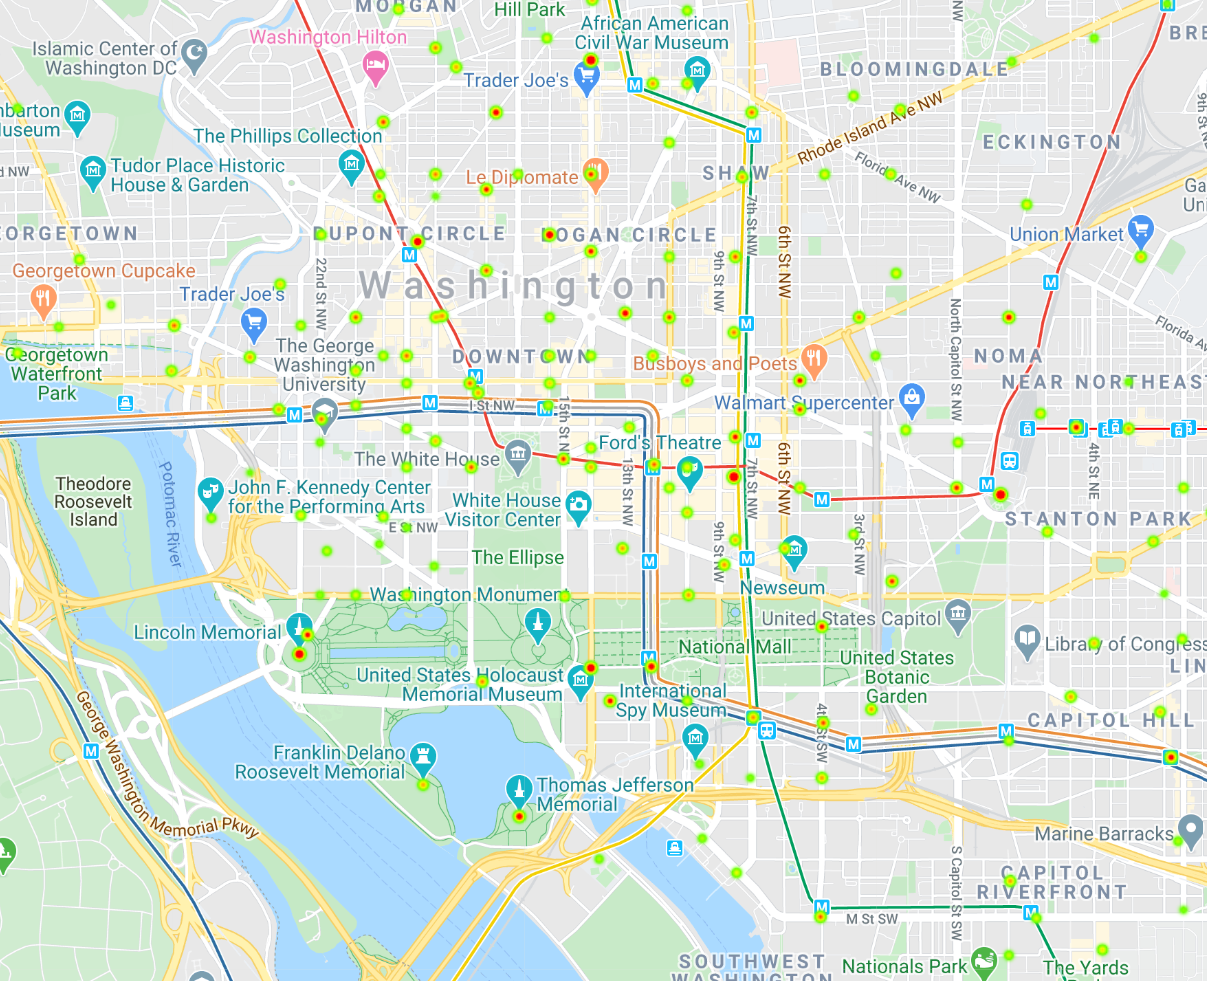 MORGAN
Hill Park
African American
Civil War Museum
Islamic Center of
Washington DC
Washington Hilton
Trader Joe's
BLOOMINGDALE
Rhode Island Ave NW
Florida Ave NW
ECKINGTON
The Phillips Collection
Tudor Place Historic
House & Garden
Le Diplomate
SHAW
7th St NW
DUPONT CIRCLE
LOGAN CIRCLE
Union Market
Georgetown Cupcake
Washington
22nd St NW
9th St NW
6th St NW
Trader Joe's
North Capitol St NW
Georgetown
Waterfront
Park
The George
Washington
University
DOWNTOWN
Busboys and Poets
NOMA
NEAR NORTHEAST
Walmart Supercenter
I St NW
15th St N
Ford's Theatre
The White House
13th St NW
7th St NW
6th St NW
4th St NE
Potomac River
Theodore
Roosevelt
Island
John F. Kennedy Center
for the Performing Arts
White House
Visitor Center
E St NW
9th St NW
3rd St NW
STANTON PARK
The Ellipse
Newseum
Washington Monumen
Lincoln Memorial
United States Capitol
National Mall
Library of Congress
United States Holocaust
Memorial Museum
United States
Botanic
Garden
International
Spy Museum
4th St SW
CAPITOL HILL
George Washington Memorial Pkwy
Franklin Delano
Roosevelt Memorial
Thomas Jefferson
Memorial
Marine Barracks
S Capitol St SW
CAPITOL
RIVERFRONT
M St SW
SOUTHWEST
WASHINGTON
Nationals Park
The Yards